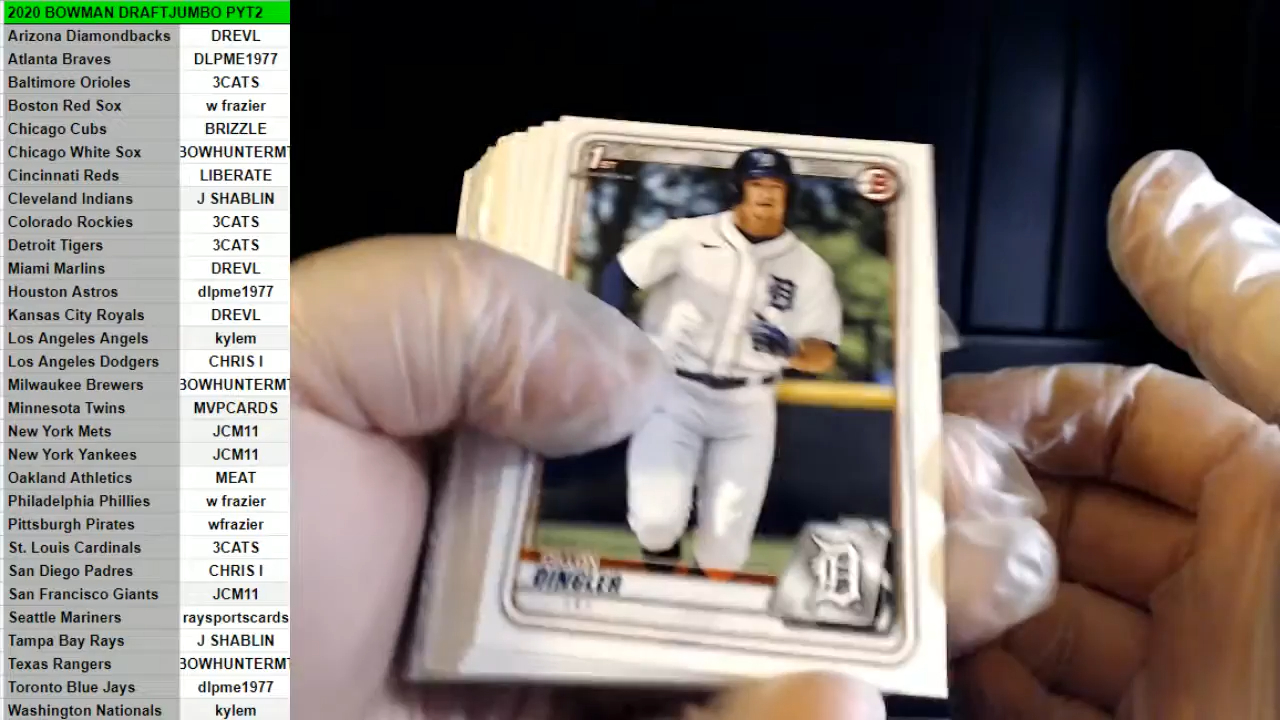 2020 BOWMAN DRAFTJUMBO PYT2
Arizona Diamondbacks DREVL
Atlanta Braves DLPME1977
Baltimore Orioles 3CATS
Boston Red Sox w frazier
Chicago Cubs BRIZZLE
Chicago White Sox BOWHUNTERMT
Cincinnati Reds LIBERATE
Cleveland Indians J SHABLIN
Colorado Rockies 3CATS
Detroit Tigers 3CATS
Miami Marlins DREVL
Houston Astros dlpme1977
Kansas City Royals DREVL
Los Angeles Angels kylem
Los Angeles Dodgers CHRIS I
Milwaukee Brewers BOWHUNTERMT
Minnesota Twins MVPCARDS
New York Mets JCM11
New York Yankees JCM11
Oakland Athletics MEAT
Philadelphia Phillies w frazier
Pittsburgh Pirates wfrazier
St. Louis Cardinals 3CATS
San Diego Padres CHRIS I
San Francisco Giants JCM11
Seattle Mariners raysportscards
Tampa Bay Rays J SHABLIN
Texas Rangers BOWHUNTERMT
Toronto Blue Jays dlpme1977
Washington Nationals kylem
1ST
B
D
DINGLER
D